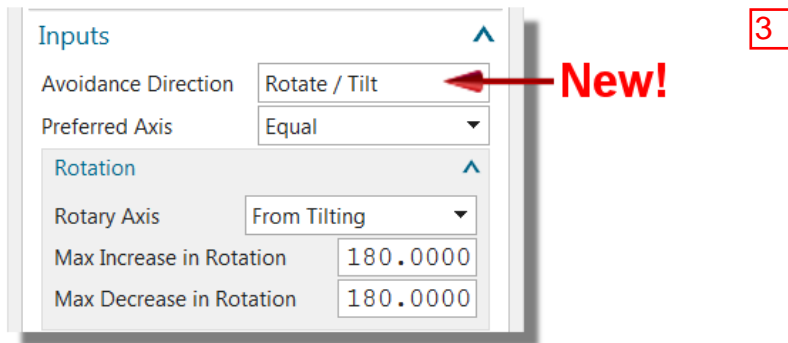 Inputs
3
Avoidance Direction Rotate / Tilt New!
Preferred Axis Equal
Rotation
Rotary Axis From Tilting
Max Increase in Rotation 180.0000
Max Decrease in Rotation 180.0000